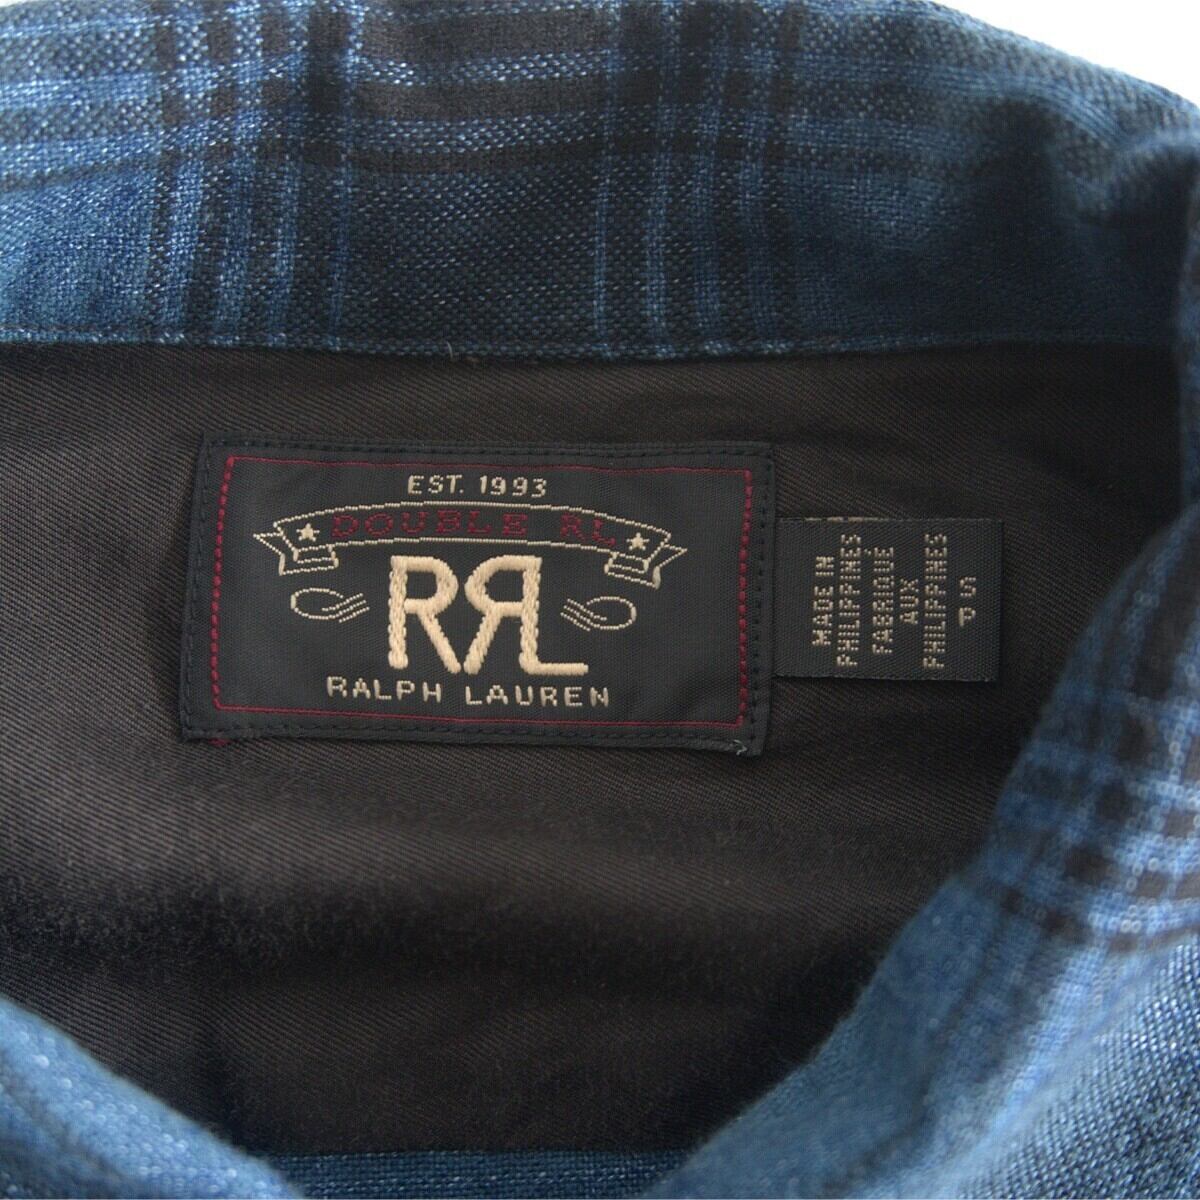 EST. 1993
DOUBLE RL
RRL
RALPH LAUREN
MADE IN
PHILIPPINES
FABRIQUÉ
AUX
PHILIPPINES